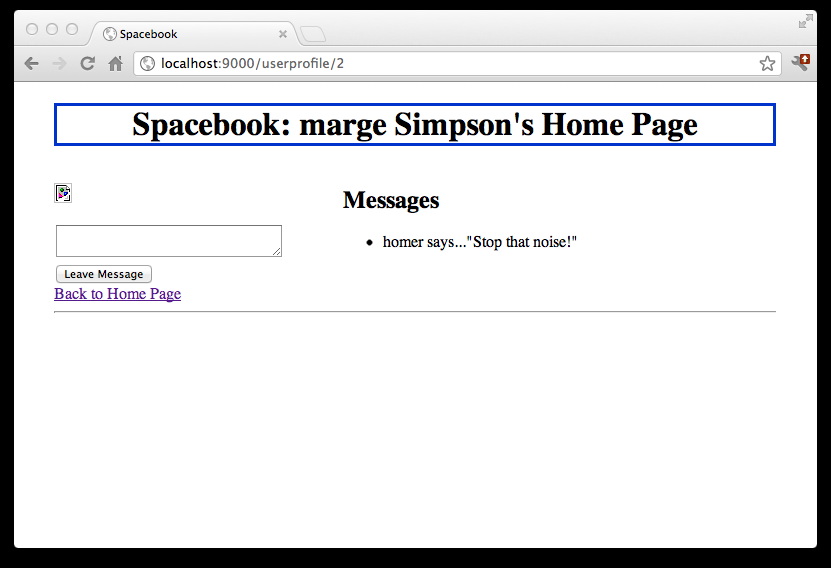 Spacebook
localhost:9000/userprofile/2
Spacebook: marge Simpson's Home Page
Messages
homer says..."Stop that noise!"
Leave Message
Back to Home Page